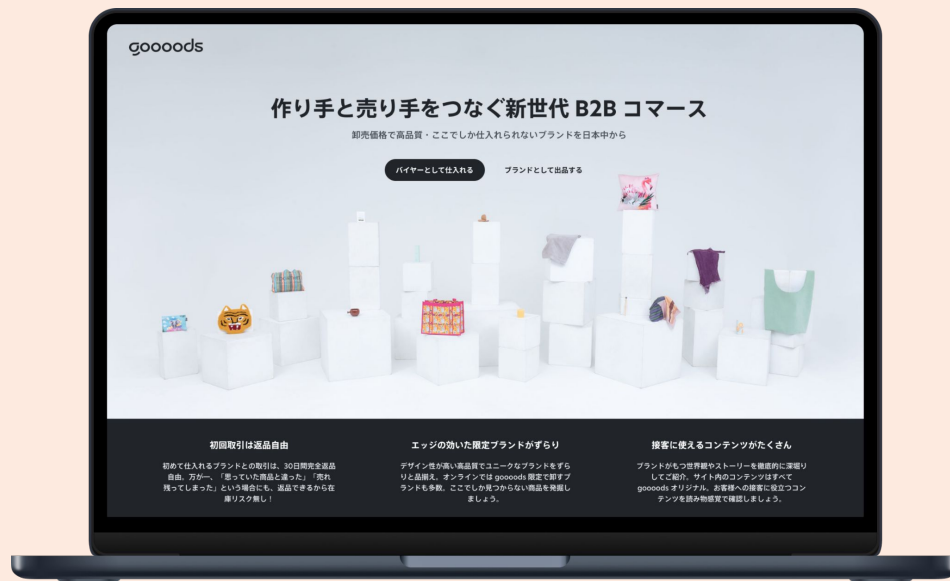 goooods
作り手と売り手をつなぐ新世代 B2B コマース
卸売価格で高品質・ここでしか仕入れられないブランドを日本中から
バイヤーとして仕入れる
ブランドとして出品する
初回取引は返品自由
初めて仕入れるブランドとの取引は、30日間完全返品
自由。万が一、「思っていた商品と違った」「売れ
残ってしまった」という場合にも、返品できるから在
庫リスク無し！
エッジの効いた限定ブランドがずらり
デザイン性が高い高品質でユニークなブランドをずら
りと品揃え。オンラインでは goooods 限定で卸すブ
ランドも多数。ここでしか見つからない商品を発掘し
ましょう。
接客に使えるコンテンツがたくさん
ブランドがもつ世界観やストーリーを徹底的に深堀り
してご紹介。サイト内のコンテンツはすべて
goooods オリジナル。お客様への接客に役立つコン
テンツを読み物感覚で確認しましょう。